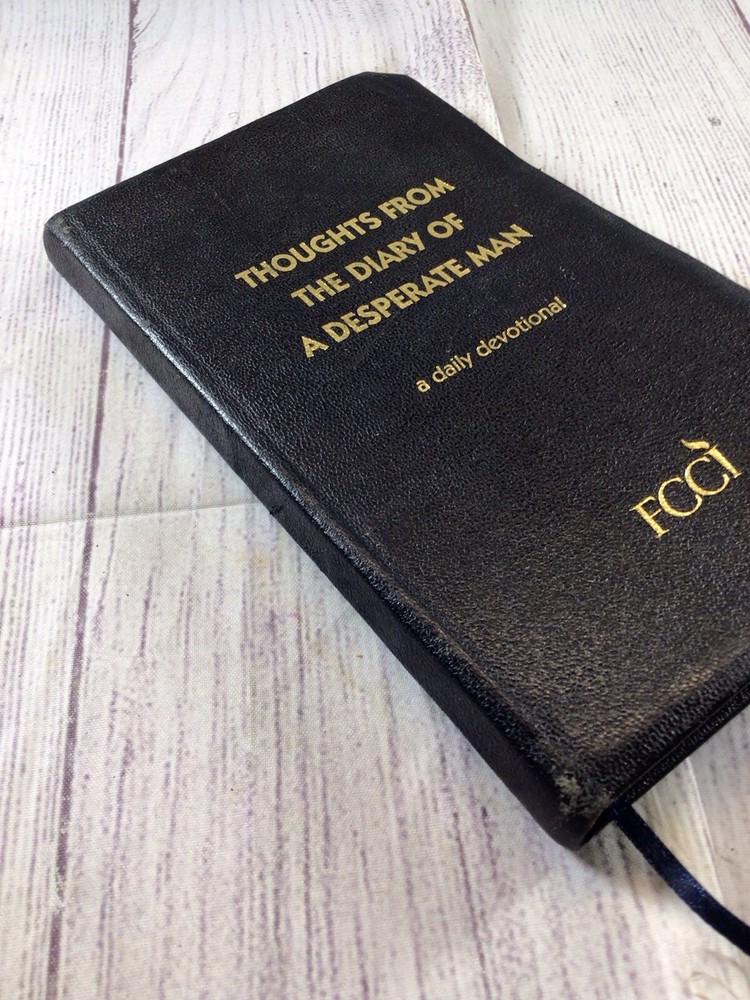 THOUGHTS FROM
THE DIARY OF
A DESPERATE MAN
a daily devotional
FCCI